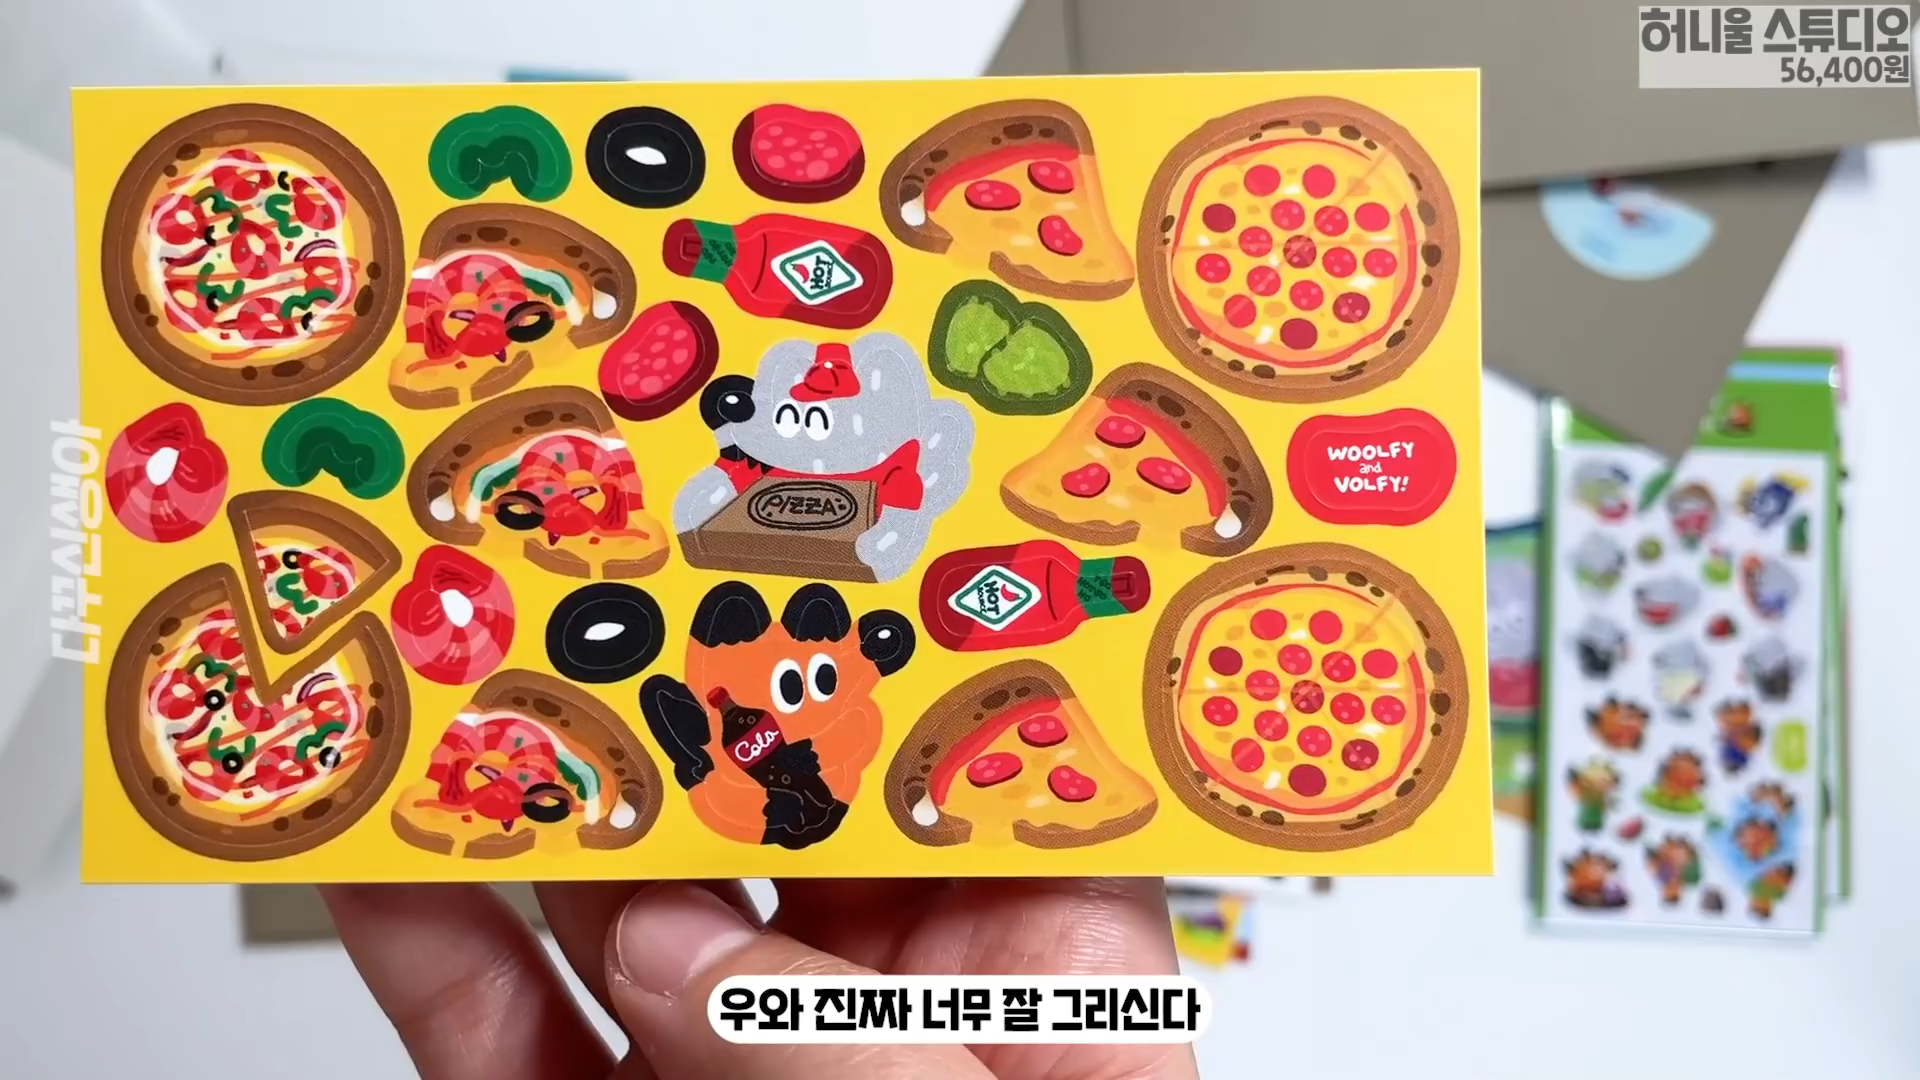 허니울 스튜디오
56,400원
다꾸신생아
HOT
PIZZA
WOOLFY
and
VOLFY!
HOT
Cola
우와 진짜 너무 잘 그리신다